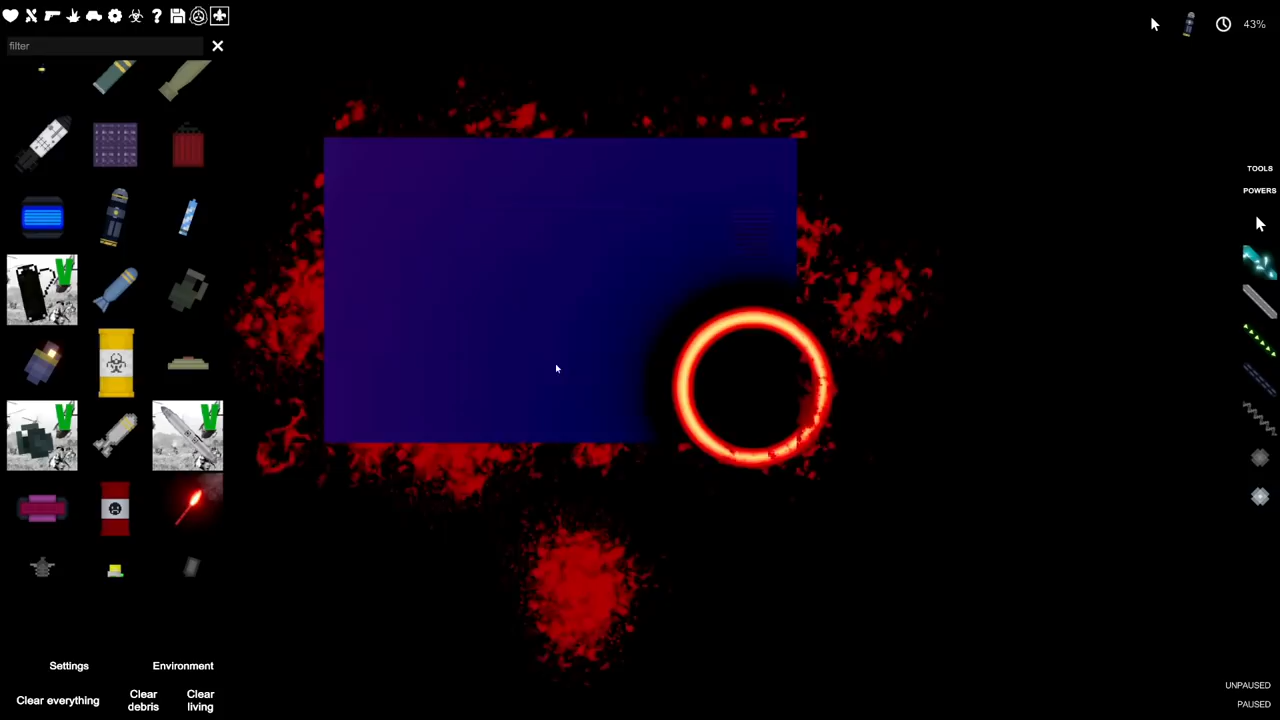 43%
filter
TOOLS
POWERS
Settings
Environment
Clear everything
Clear
debris
Clear
living
UNPAUSED
PAUSED